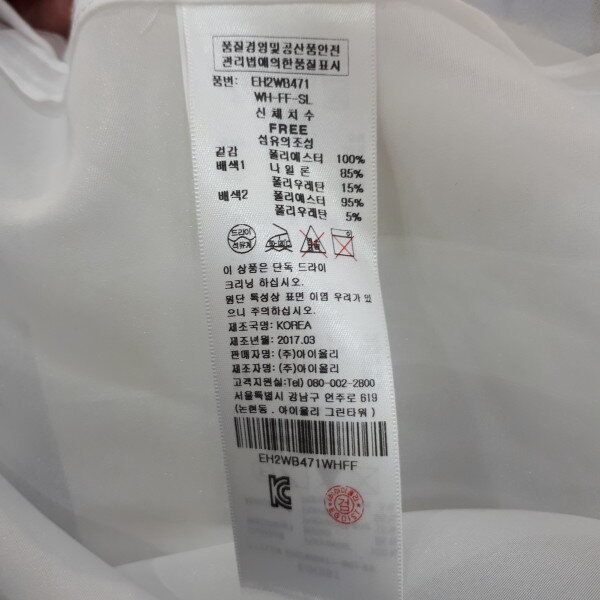 품질경영및공산품안전
관리법에의한품질표시
품번: EH2WB471
WH-FF-SL
신체치수
FREE
섬유의조성
겉감 폴리에스터 100%
배색1 나일론 85%
폴리우레탄 15%
배색2 폴리에스터 95%
폴리우레탄 5%
드라이
석유계
이 상품은 단독 드라이
크리닝 하십시오.
원단 특성상 표면 이염 우려가 있
으니 주의하십시오.
제조국명: KOREA
제조년월: 2017.03
판매자명: (주)아이올리
제조자명: (주)아이올리
고객지원실:Tel) 080-002-2800
서울특별시 강남구 언주로 619
(논현동 . 아이올리 그린타워 )
EH2WB471WHFF
검